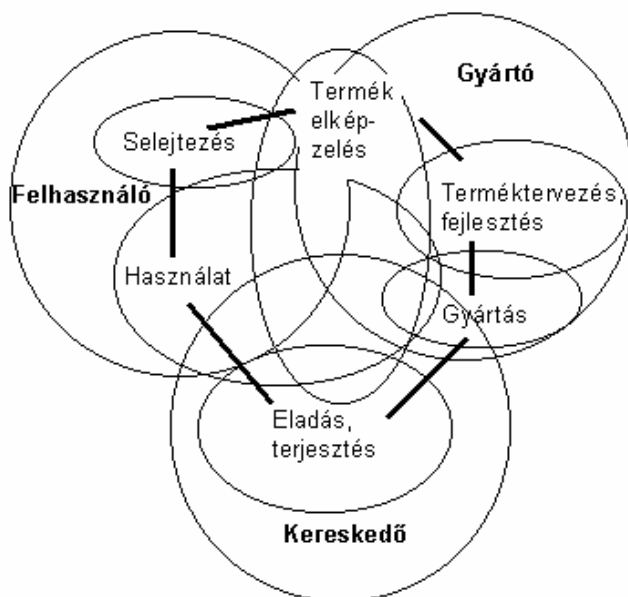 Gyártó
Termék
elkép-
zelés
Selejtezés
Felhasználó
Terméktervezés,
fejlesztés
Használat
Gyártás
Eladás,
terjesztés
Kereskedő